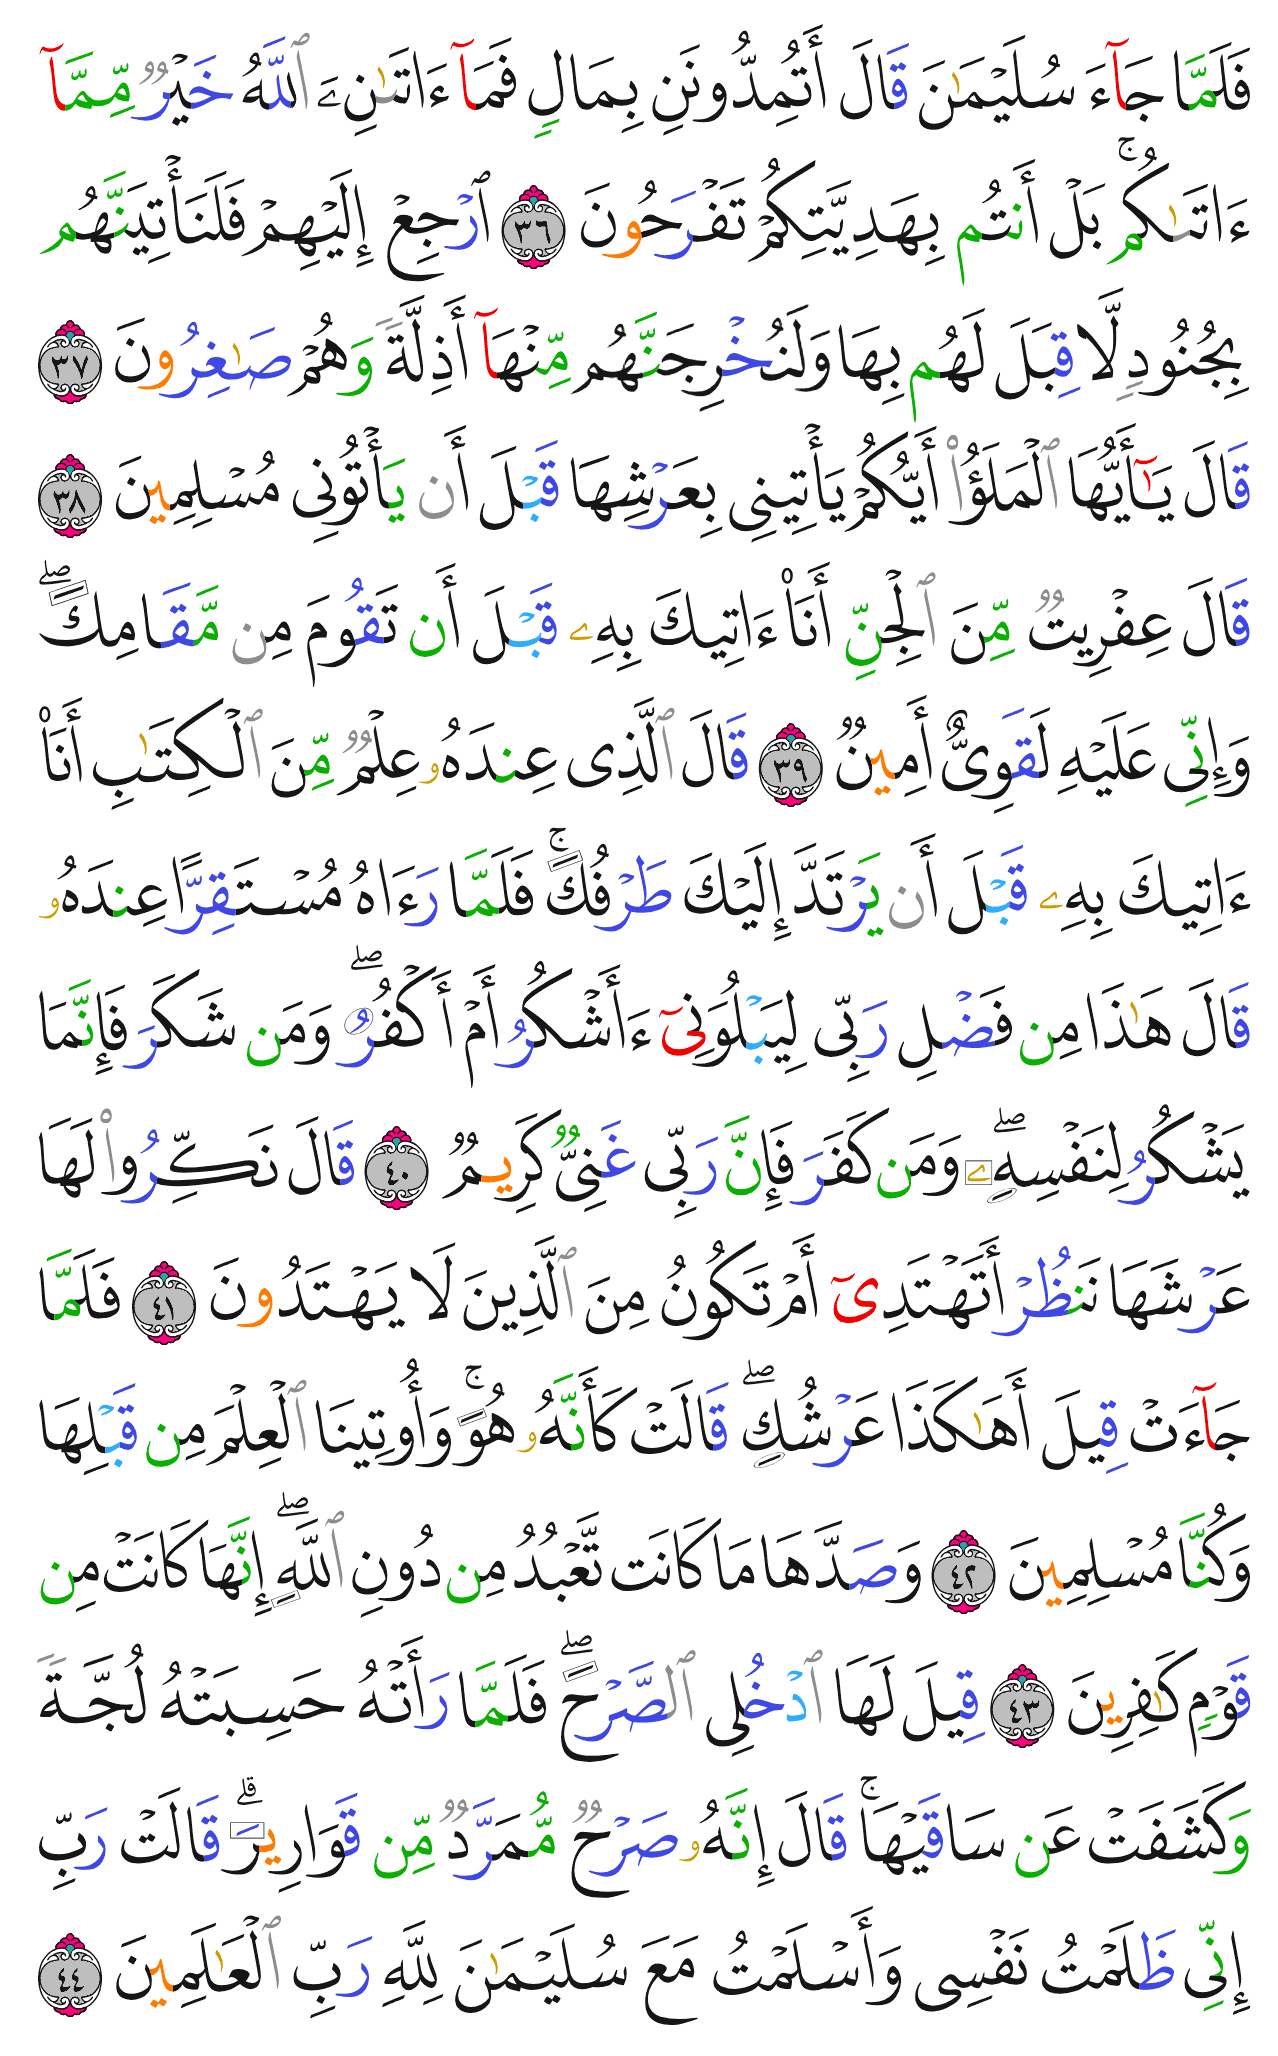 فَلَمَّا جَآءَ سُلَيْمَٰنَ قَالَ أَتُمِدُّونَنِ بِمَالٍ فَمَآ ءَاتَىٰنِۦَ ٱللَّهُ خَيْرٌ مِّمَّآ
ءَاتَىٰكُمۚ بَلْ أَنتُم بِهَدِيَّتِكُمْ تَفْرَحُونَ ٣٦ ٱرْجِعْ إِلَيْهِمْ فَلَنَأْتِيَنَّهُم
بِجُنُودٍ لَّا قِبَلَ لَهُم بِهَا وَلَنُخْرِجَنَّهُم مِّنْهَآ أَذِلَّةً وَهُمْ صَٰغِرُونَ ٣٧
قَالَ يَٰٓأَيُّهَا ٱلْمَلَؤُا۟ أَيُّكُمْ يَأْتِينِى بِعَرْشِهَا قَبْلَ أَن يَأْتُونِى مُسْلِمِينَ ٣٨
قَالَ عِفْرِيتٌ مِّنَ ٱلْجِنِّ أَنَا۠ ءَاتِيكَ بِهِۦ قَبْلَ أَن تَقُومَ مِن مَّقَامِكَۖ
وَإِنِّى عَلَيْهِ لَقَوِىٌّ أَمِينٌ ٣٩ قَالَ ٱلَّذِى عِندَهُۥ عِلْمٌ مِّنَ ٱلْكِتَٰبِ أَنَا۠
ءَاتِيكَ بِهِۦ قَبْلَ أَن يَرْتَدَّ إِلَيْكَ طَرْفُكَۚ فَلَمَّا رَءَاهُ مُسْتَقِرًّا عِندَهُۥ
قَالَ هَٰذَا مِن فَضْلِ رَبِّى لِيَبْلُوَنِىٓ ءَأَشْكُرُ أَمْ أَكْفُرُۖ وَمَن شَكَرَ فَإِنَّمَا
يَشْكُرُ لِنَفْسِهِۦۖ وَمَن كَفَرَ فَإِنَّ رَبِّى غَنِىٌّ كَرِيمٌ ٤٠ قَالَ نَكِّرُوا۟ لَهَا
عَرْشَهَا نَنظُرْ أَتَهْتَدِىٓ أَمْ تَكُونُ مِنَ ٱلَّذِينَ لَا يَهْتَدُونَ ٤١ فَلَمَّا
جَآءَتْ قِيلَ أَهَٰكَذَا عَرْشُكِۖ قَالَتْ كَأَنَّهُۥ هُوَۚ وَأُوتِينَا ٱلْعِلْمَ مِن قَبْلِهَا
وَكُنَّا مُسْلِمِينَ ٤٢ وَصَدَّهَا مَا كَانَت تَّعْبُدُ مِن دُونِ ٱللَّهِۖ إِنَّهَا كَانَتْ مِن
قَوْمٍ كَٰفِرِينَ ٤٣ قِيلَ لَهَا ٱدْخُلِى ٱلصَّرْحَۖ فَلَمَّا رَأَتْهُ حَسِبَتْهُ لُجَّةً
وَكَشَفَتْ عَن سَاقَيْهَاۚ قَالَ إِنَّهُۥ صَرْحٌ مُّمَرَّدٌ مِّن قَوَارِيرَۗ قَالَتْ رَبِّ
إِنِّى ظَلَمْتُ نَفْسِى وَأَسْلَمْتُ مَعَ سُلَيْمَٰنَ لِلَّهِ رَبِّ ٱلْعَٰلَمِينَ ٤٤